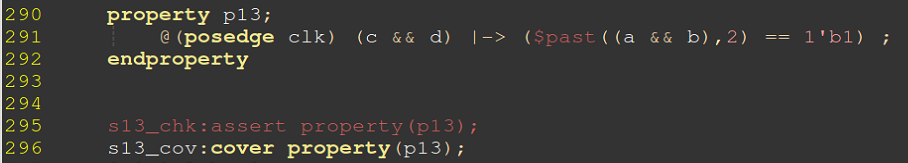 290 property p13;
291 @(posedge clk) (c && d) |-> ($past((a && b),2) == 1'b1) ;
292 endproperty
293
294
295 s13_chk:assert property(p13);
296 s13_cov:cover property(p13);